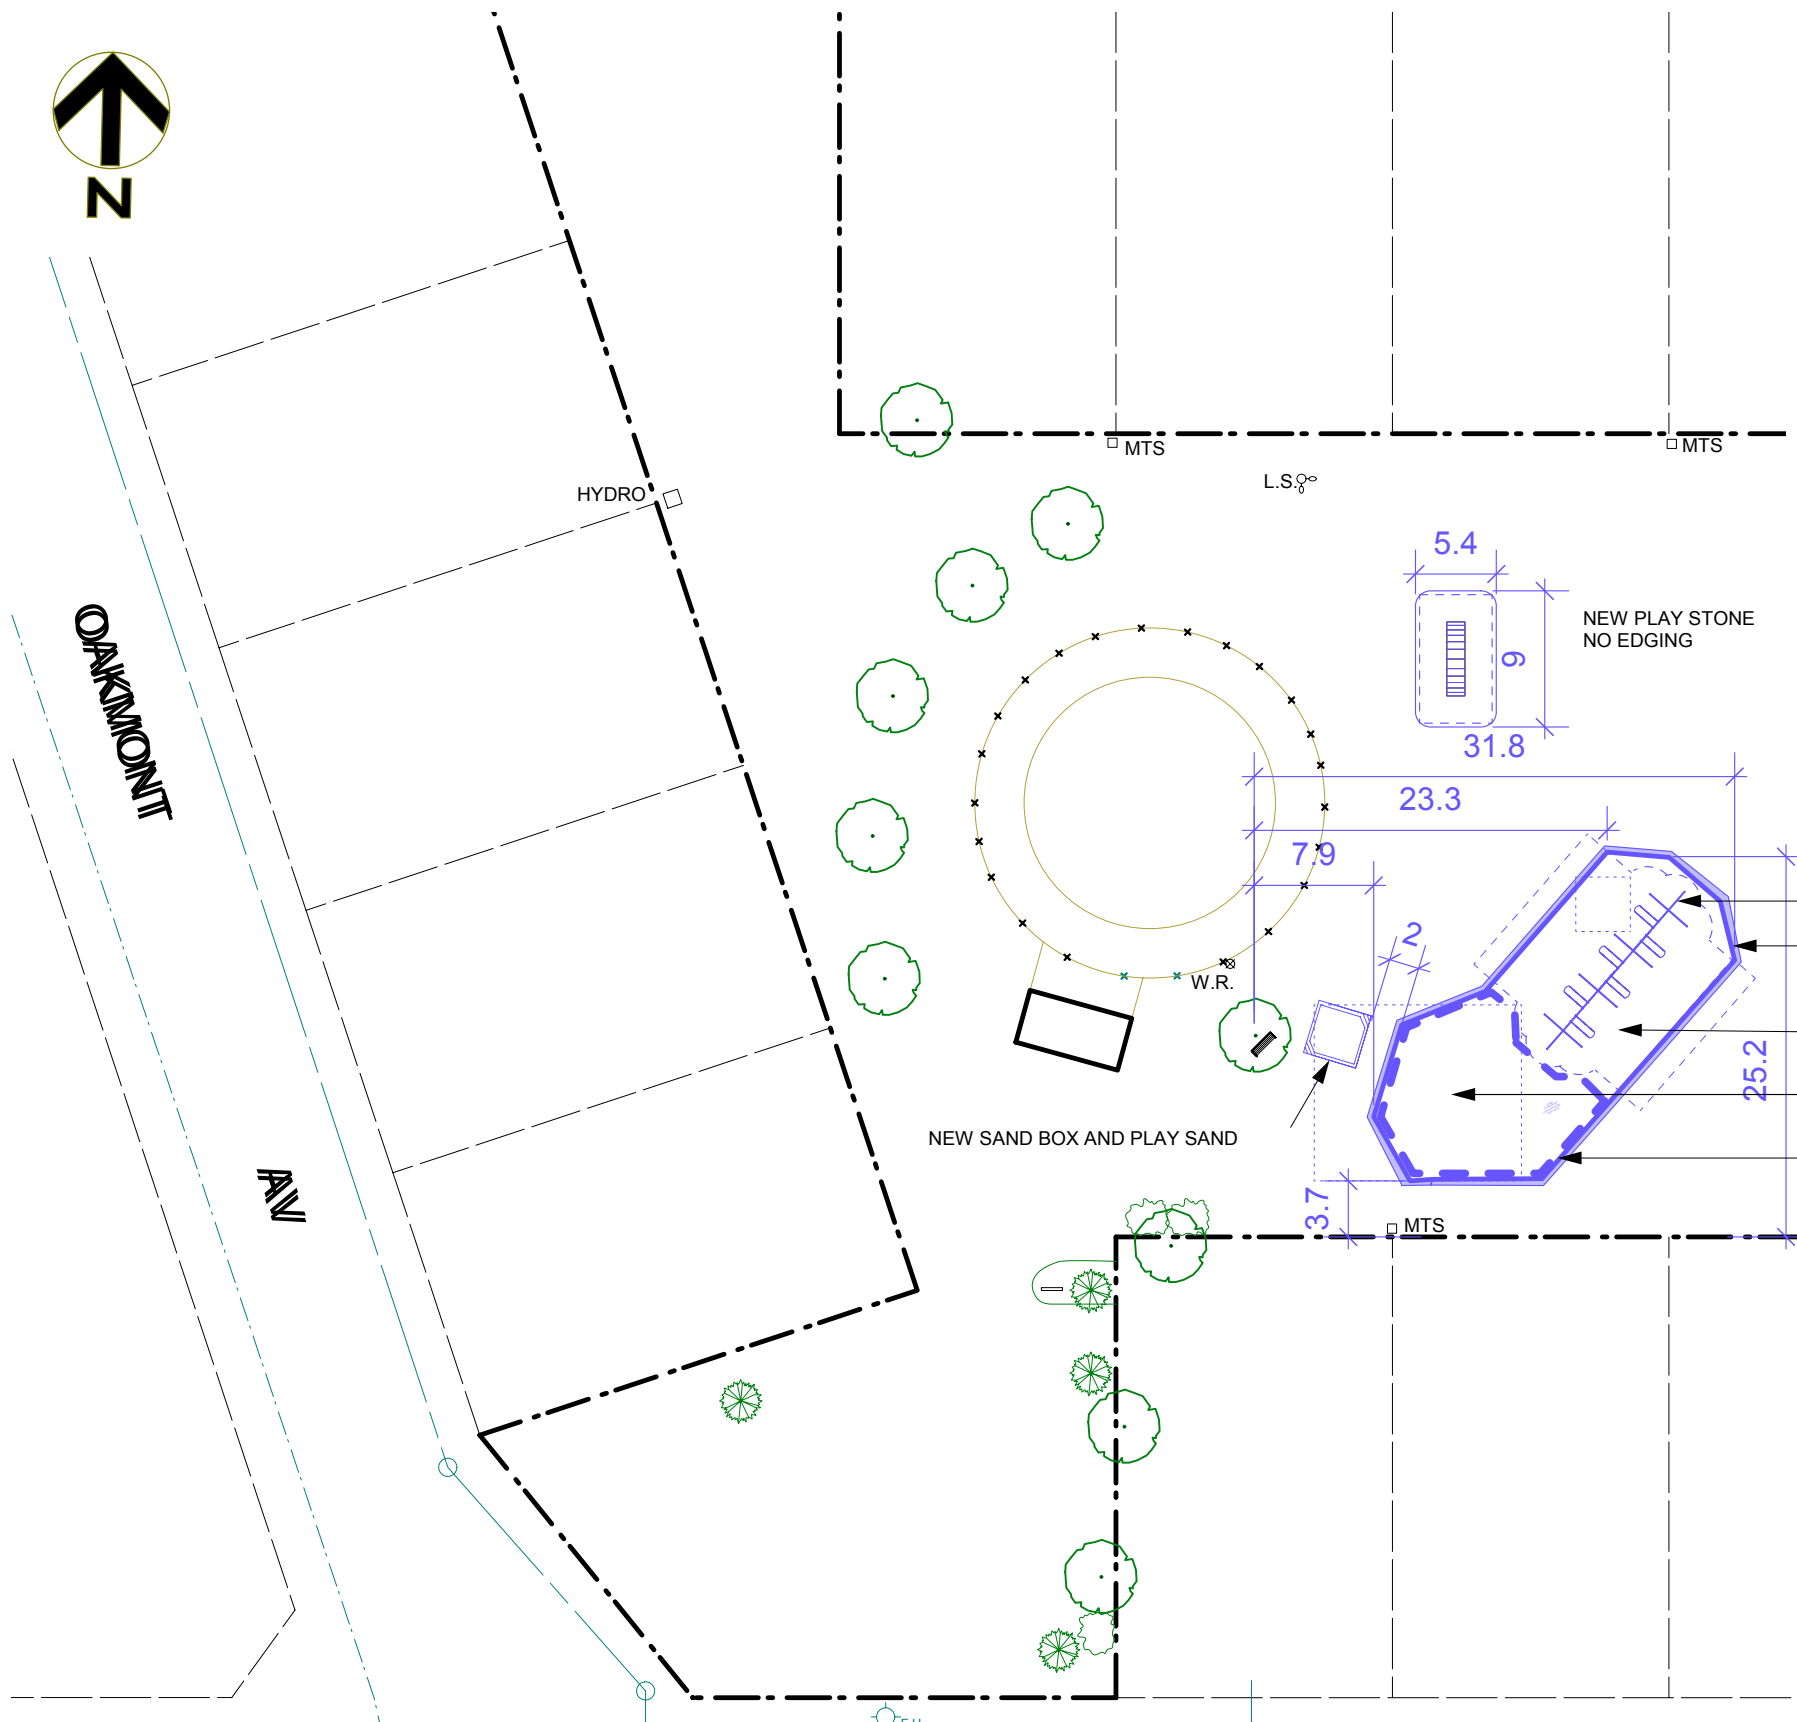 N
MTS
MTS
L.S.
HYDRO
5.4
NEW PLAY STONE
NO EDGING
9
OAKMONT
31.8
23.3
7.9
2
W.R.
25.2
NEW SAND BOX AND PLAY SAND
AV
3.7
MTS